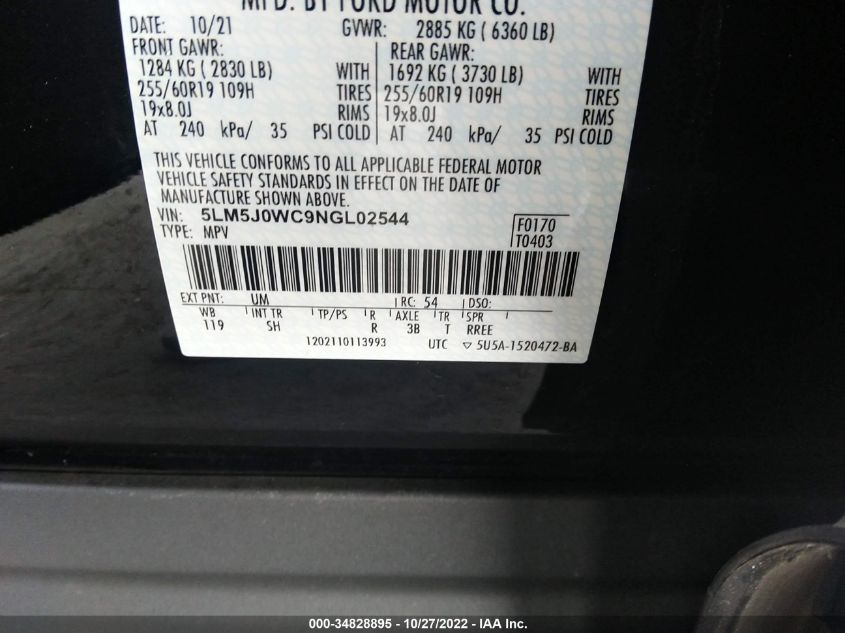 MFD. BY FORD MOTOR CO.
DATE: 10/21 GVWR: 2885 KG ( 6360 LB)
FRONT GAWR: REAR GAWR:
1284 KG ( 2830 LB) WITH 1692 KG ( 3730 LB) WITH
255/60R19 109H TIRES 255/60R19 109H TIRES
19x8.0J RIMS 19x8.0J RIMS
AT 240 kPa/ 35 PSI COLD AT 240 kPa/ 35 PSI COLD
THIS VEHICLE CONFORMS TO ALL APPLICABLE FEDERAL MOTOR
VEHICLE SAFETY STANDARDS IN EFFECT ON THE DATE OF
MANUFACTURE SHOWN ABOVE.
VIN: 5LM5J0WC9NGL02544 F0170
TYPE: MPV T0403
EXT PNT: UM RC: 54 DSO:
WB INT TR TP/PS R AXLE TR SPR
119 SH R 3B T RREE
1202110113993 UTC ▽ 5U5A-1520472-BA
000-34828895 - 10/27/2022 - IAA Inc.